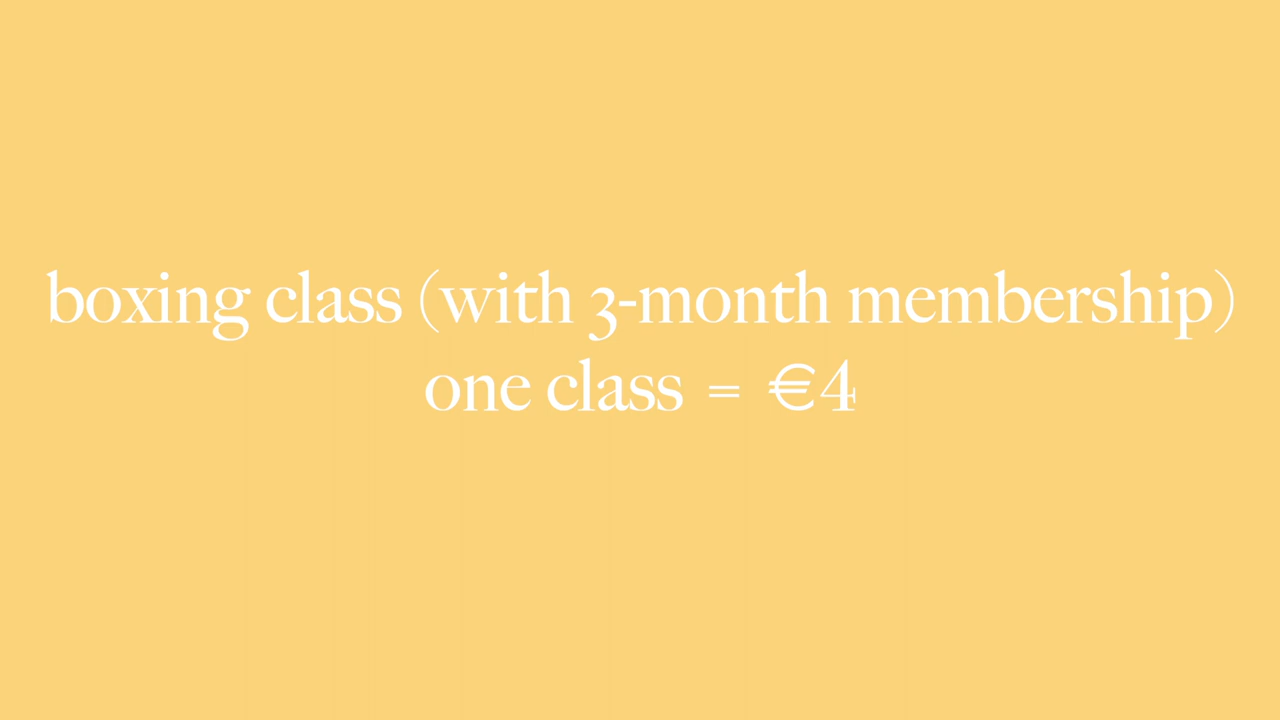 boxing class (with 3-month membership)
one class = €4